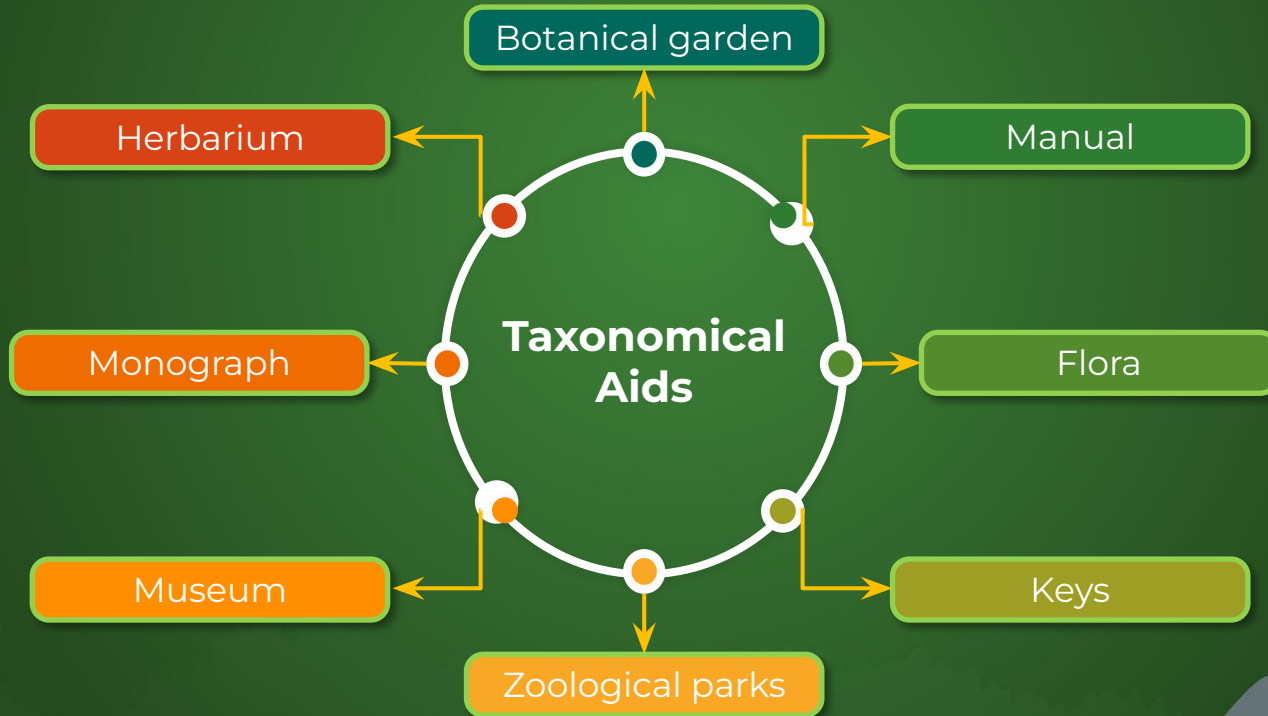 Botanical garden
Herbarium
Manual
Taxonomical
Aids
Monograph
Flora
Museum
Keys
Zoological parks